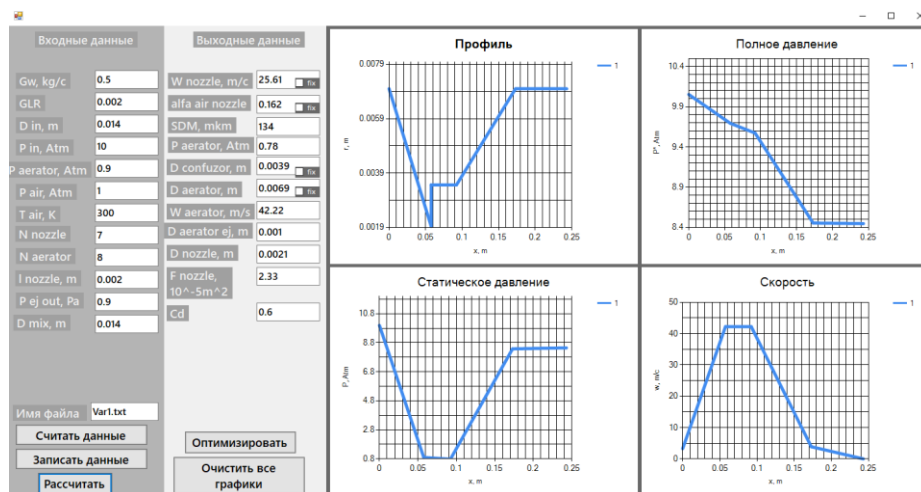 Входные данные
Gw, kg/c 0.5
GLR 0.002
D in, m 0.014
P in, Atm 10
P aerator, Atm 0.9
P air, Atm 1
T air, K 300
N nozzle 7
N aerator 8
l nozzle, m 0.002
P ej out, Pa 0.9
D mix, m 0.014
Имя файла Var1.txt
Считать данные
Записать данные
Рассчитать
Выходные данные
W nozzle, m/c 25.61 fix
alfa air nozzle 0.162 fix
SDM, mkm 134
P aerator, Atm 0.78
D confuzor, m 0.0039 fix
D aerator, m 0.0069 fix
W aerator, m/s 42.22
D aerator ej, m 0.001
D nozzle, m 0.0021
F nozzle, 2.33
10^-5m^2
Cd 0.6
Оптимизировать
Очистить все
графики
Профиль
1
0.0079
0.0059
0.0039
0.0019
r, m
0 0.05 0.1 0.15 0.2 0.25
x, m
Полное давление
1
10.4
9.9
9.4
8.9
8.4
P*, Atm
0 0.05 0.1 0.15 0.2 0.25
x, m
Статическое давление
1
10.8
8.8
6.8
4.8
2.8
0.8
P, Atm
0 0.05 0.1 0.15 0.2 0.25
x, m
Скорость
1
50
40
30
20
10
0
w, m/c
0 0.05 0.1 0.15 0.2 0.25
x, m